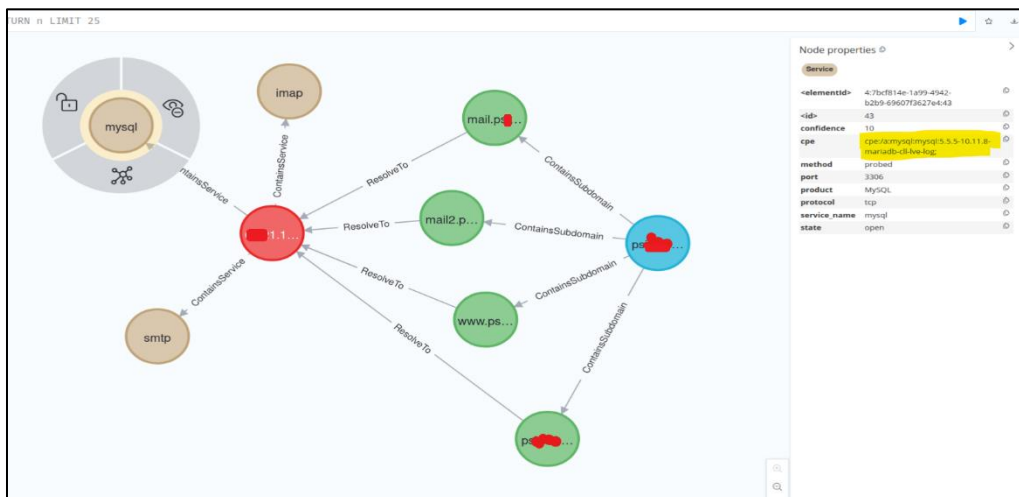 TURN n LIMIT 25
mysql
imap
mail.ps...
mail2.p...
www.ps...
ps...
ps...
1.1...
smtp
ContainsService
ContainsService
ContainsService
ResolveTo
ResolveTo
ResolveTo
ResolveTo
ContainsSubdomain
ContainsSubdomain
ContainsSubdomain
ContainsSubdomain
Node properties
Service
<elementId> 4:7bcf814e-1a99-4942-
b2b9-69607f3627e4:43
<id> 43
confidence 10
cpe cpe:/a:mysql:mysql:5.5.5-10.11.8-
mariadb-cll-lve-log;
method probed
port 3306
product MySQL
protocol tcp
service_name mysql
state open